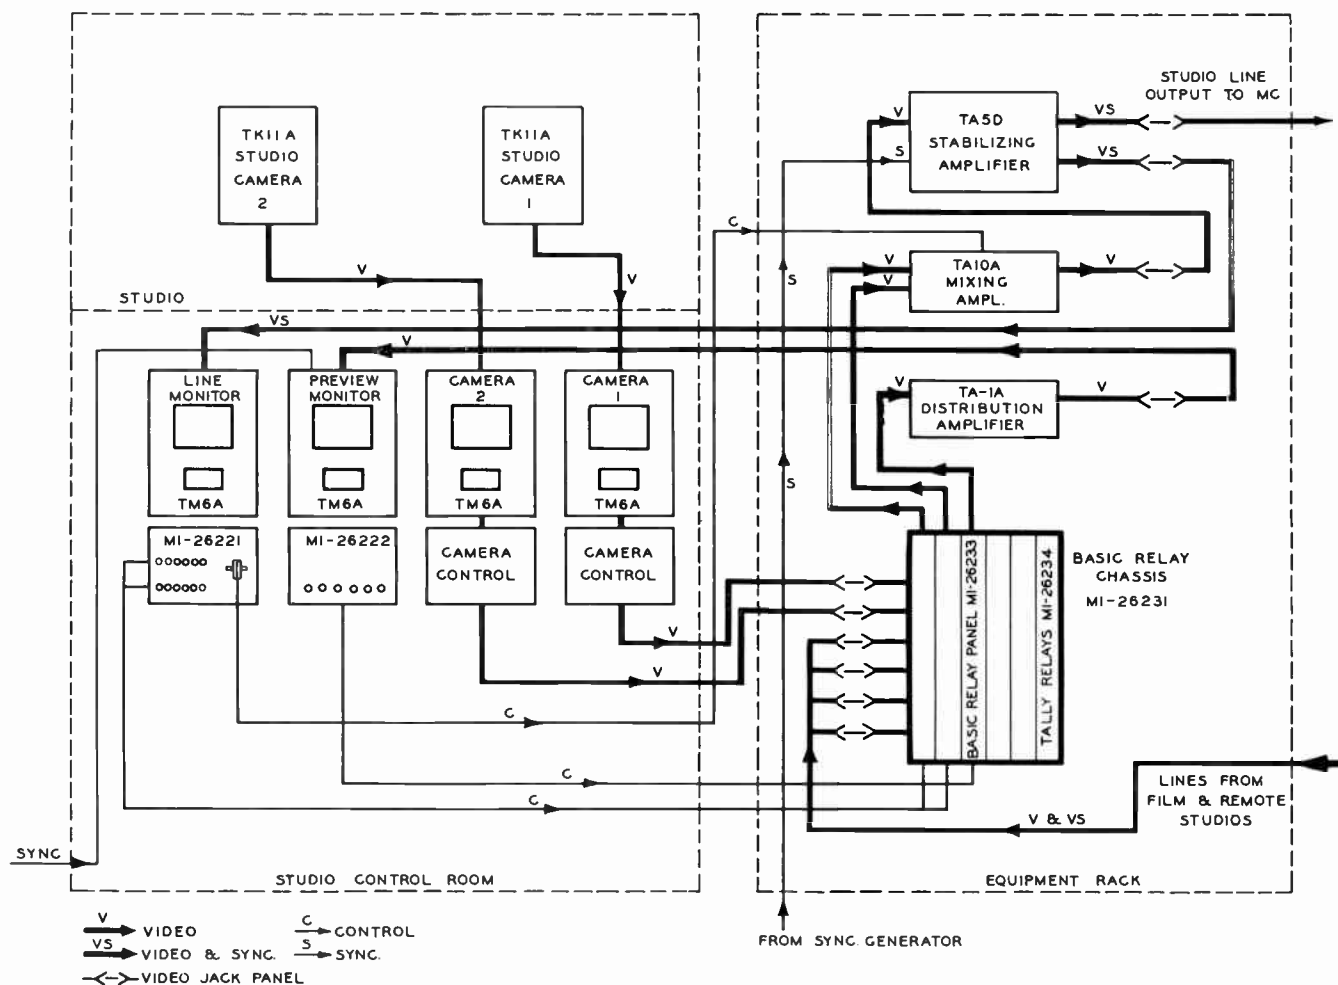 TK11A
STUDIO
CAMERA
2
TK11A
STUDIO
CAMERA
1
V
V
STUDIO
VS
V
LINE
MONITOR
TM6A
PREVIEW
MONITOR
TM6A
CAMERA
2
TM6A
CAMERA
1
TM6A
MI-26221
MI-26222
CAMERA
CONTROL
CAMERA
CONTROL
V
V
C
C
C
SYNC
STUDIO CONTROL ROOM
C
STUDIO LINE
OUTPUT TO MC
V
S
TA5D
STABILIZING
AMPLIFIER
VS
VS
S
V
V
TA10A
MIXING
AMPL.
V
V
TA-1A
DISTRIBUTION
AMPLIFIER
V
S
BASIC RELAY PANEL MI-26233
TALLY RELAYS MI-26234
BASIC RELAY
CHASSIS
MI-26231
LINES FROM
FILM & REMOTE
STUDIOS
V & VS
EQUIPMENT RACK
FROM SYNC. GENERATOR
V VIDEO
C CONTROL
VS VIDEO & SYNC.
S SYNC.
VIDEO JACK PANEL